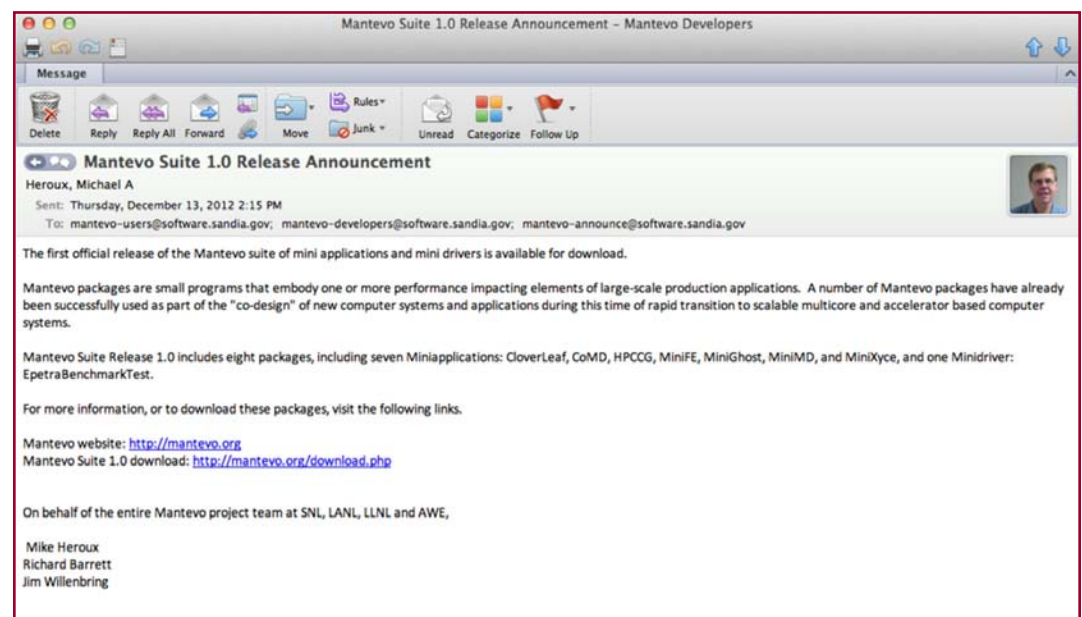 Mantevo Suite 1.0 Release Announcement – Mantevo Developers
Message
Delete Reply Reply All Forward Move Rules Junk Unread Categorize Follow Up
Mantevo Suite 1.0 Release Announcement
Heroux, Michael A
Sent: Thursday, December 13, 2012 2:15 PM
To: mantevo-users@software.sandia.gov; mantevo-developers@software.sandia.gov; mantevo-announce@software.sandia.gov
The first official release of the Mantevo suite of mini applications and mini drivers is available for download.
Mantevo packages are small programs that embody one or more performance impacting elements of large-scale production applications. A number of Mantevo packages have already
been successfully used as part of the "co-design" of new computer systems and applications during this time of rapid transition to scalable multicore and accelerator based computer
systems.
Mantevo Suite Release 1.0 includes eight packages, including seven Miniapplications: CloverLeaf, CoMD, HPCCG, MiniFE, MiniGhost, MiniMD, and MiniXyce, and one Minidriver:
EpetraBenchmarkTest.
For more information, or to download these packages, visit the following links.
Mantevo website: http://mantevo.org
Mantevo Suite 1.0 download: http://mantevo.org/download.php
On behalf of the entire Mantevo project team at SNL, LANL, LLNL and AWE,
Mike Heroux
Richard Barrett
Jim Willenbring